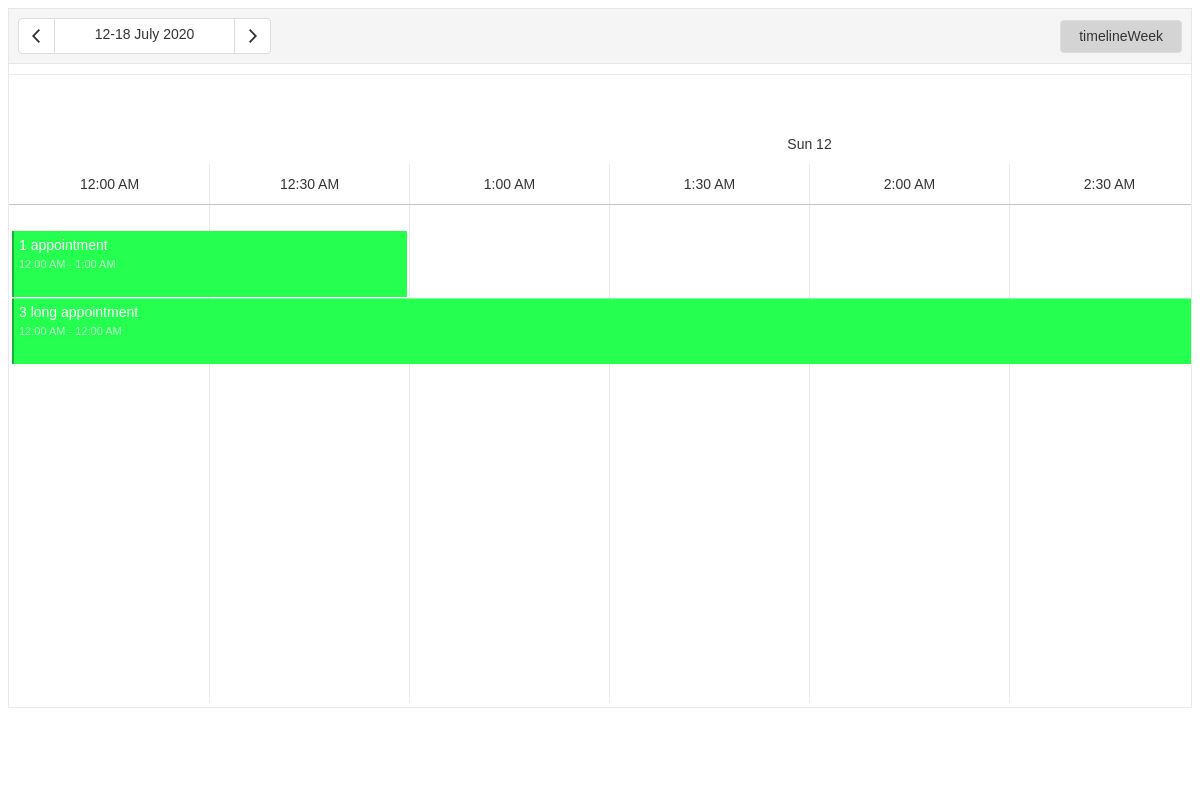 12-18 July 2020
timelineWeek
Sun 12
12:00 AM 12:30 AM 1:00 AM 1:30 AM 2:00 AM 2:30 AM
1 appointment
12:00 AM - 1:00 AM
3 long appointment
12:00 AM - 12:00 AM